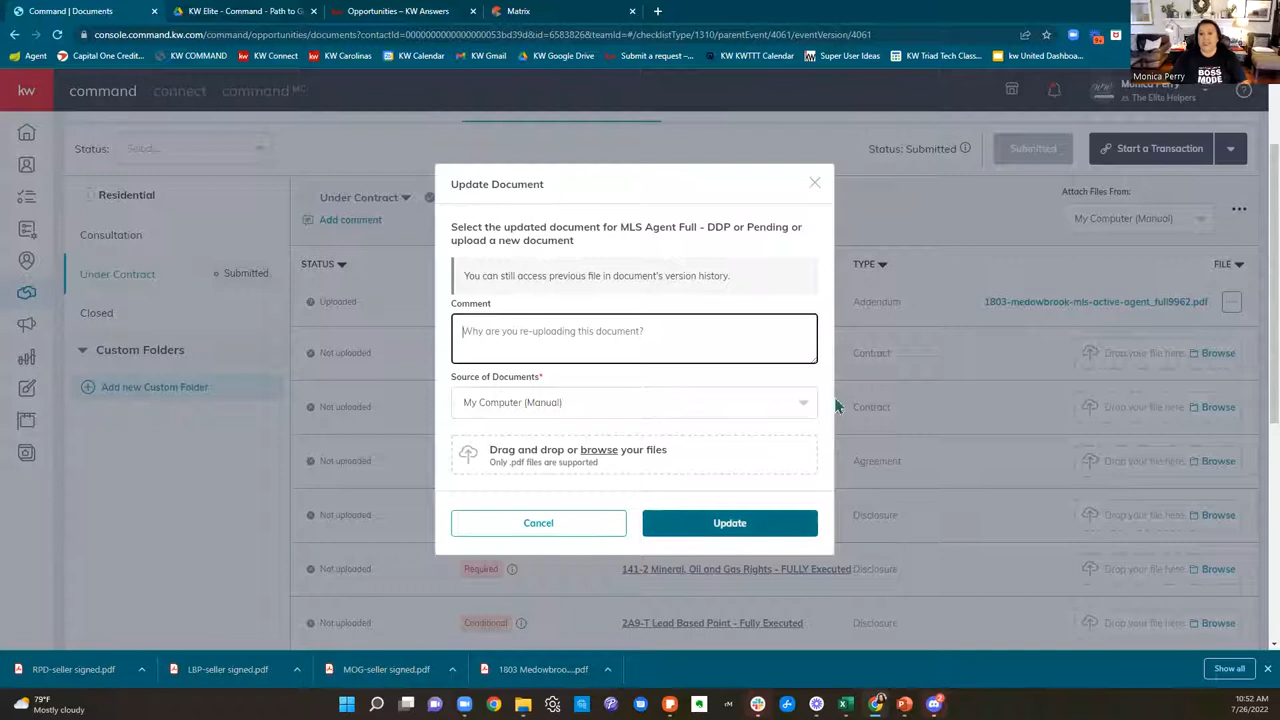 Command | Documents
KW Elite - Command - Path to G
Opportunities – KW Answers
Matrix
console.command.kw.com/command/opportunities/documents?contactId=00000000000000000053bd39d&id=6583826&teamId=#/checklistType/1310/parentEvent/4061/eventVersion/4061
Agent
Capital One Credit...
KW COMMAND
KW Connect
KW Carolinas
KW Calendar
KW Gmail
KW Google Drive
Submit a request –...
KW KWTTT Calendar
Super User Ideas
KW Triad Tech Class...
kw United Dashboa...
BOSS
MODE
Monica Perry
kw
command
connect
command MC
Monica Perry
The Elite Helpers
Status:
Select...
Status: Submitted
Submitted
Start a Transaction
Residential
Consultation
Under Contract
Submitted
Closed
Custom Folders
Add new Custom Folder
Under Contract
Add comment
Attach Files From:
My Computer (Manual)
STATUS
TYPE
FILE
Uploaded
Addendum
1803-medowbrook-mls-active-agent_full9962.pdf
Not uploaded
Contract
Drop your file here.
Browse
Not uploaded
Contract
Drop your file here.
Browse
Not uploaded
Agreement
Drop your file here.
Browse
Not uploaded
Disclosure
Drop your file here.
Browse
Not uploaded
Required
141-2 Mineral, Oil and Gas Rights - FULLY Executed
Disclosure
Drop your file here.
Browse
Not uploaded
Conditional
2A9-T Lead Based Paint - Fully Executed
Disclosure
Drop your file here.
Browse
Update Document
Select the updated document for MLS Agent Full - DDP or Pending or
upload a new document
You can still access previous file in document's version history.
Comment
Why are you re-uploading this document?
Source of Documents*
My Computer (Manual)
Drag and drop or browse your files
Only .pdf files are supported
Cancel
Update
RPD-seller signed.pdf
LBP-seller signed.pdf
MOG-seller signed.pdf
1803 Medowbroo....pdf
Show all
79°F
Mostly cloudy
rM
10:52 AM
7/26/2022